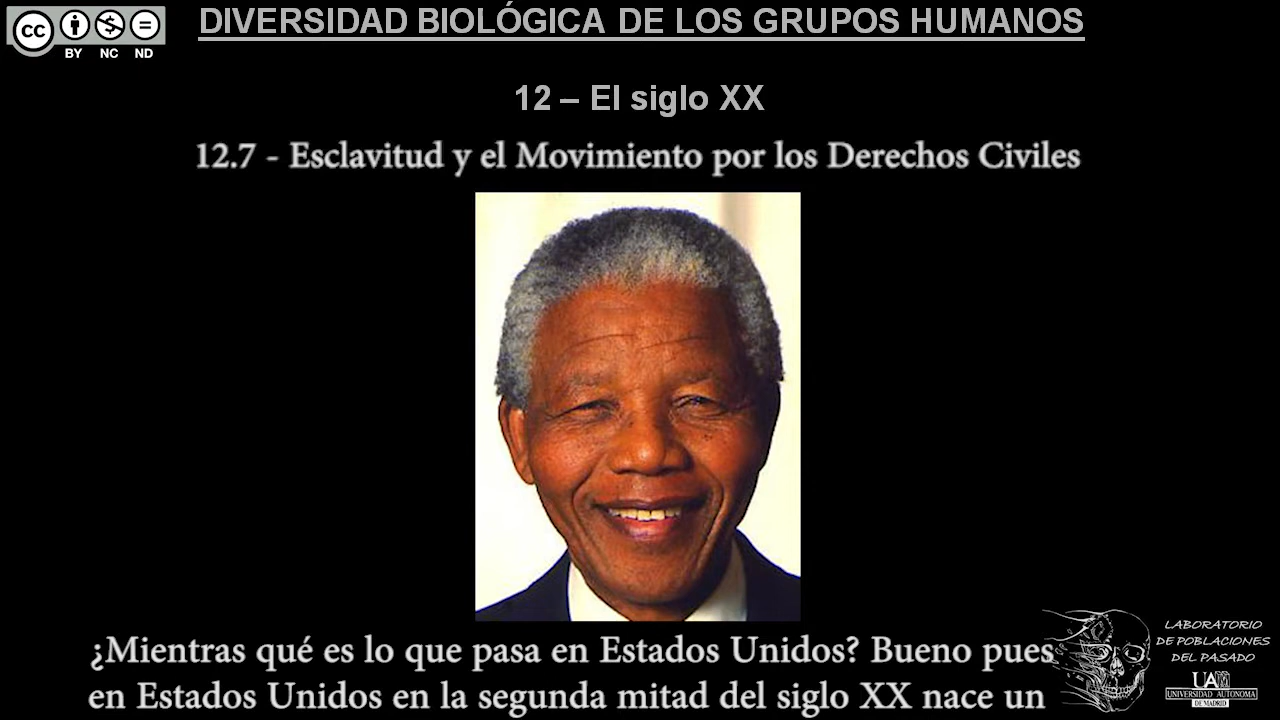 DIVERSIDAD BIOLÓGICA DE LOS GRUPOS HUMANOS
cc
BY NC ND
12 – El siglo XX
12.7 - Esclavitud y el Movimiento por los Derechos Civiles
¿Mientras qué es lo que pasa en Estados Unidos? Bueno pues
en Estados Unidos en la segunda mitad del siglo XX nace un
LABORATORIO
DE POBLACIONES
DEL PASADO
UAM
UNIVERSIDAD AUTONOMA
DE MADRID